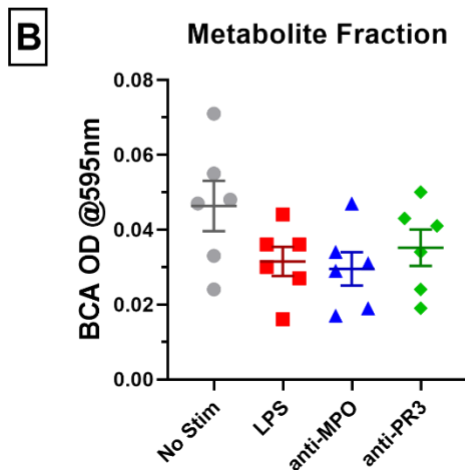 B
Metabolite Fraction
BCA OD @595nm
0.08
0.06
0.04
0.02
0.00
No Stim
LPS
anti-MPO
anti-PR3